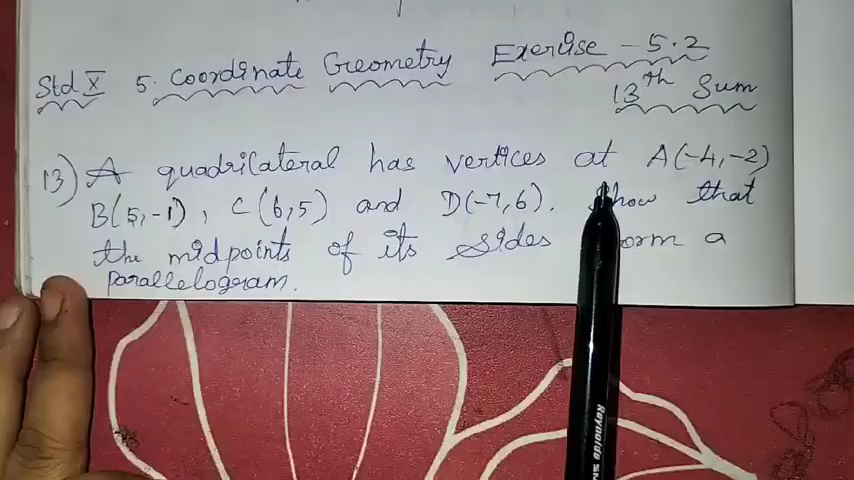 Std X 5. Coordinate Geometry Exercise - 5.2
13th Sum
13) A quadrilateral has vertices at A(-4,-2)
B(5,-1), C(6,5) and D(-7,6). Show that
the midpoints of its sides form a
parallelogram.
Reynolds